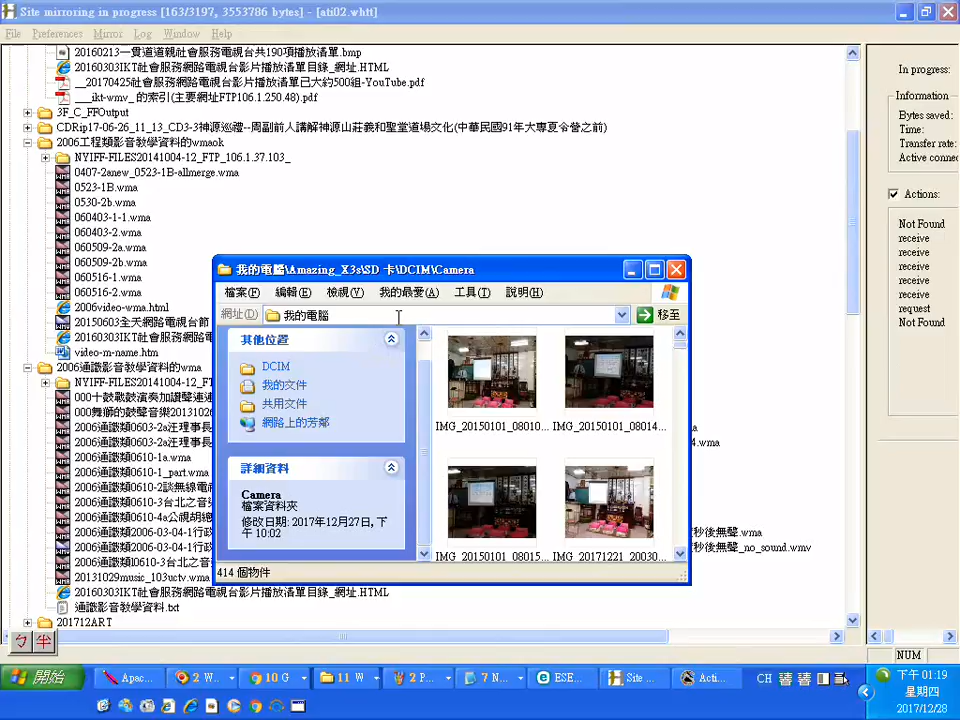 Site mirroring in progress [163/3197, 3553786 bytes] - [ati02.whtt]
File Preferences Mirror Log Window Help
20160213一貫道道親社會服務電視台共190項播放清單.bmp
20160303IKT社會服務網路電視台影片播放清單目錄_網址.HTML
__20170425社會服務網路電視台影片播放清單已大約500組-YouTube.pdf
___ikt-wmv_ 的索引(主要網址FTP106.1.250.48).pdf
3F_C_FFOutput
CDRip17-06-26_11_13_CD3-3神源巡禮--周副前人講解神源山莊義和聖堂道場文化(中華民國91年大專夏令營之前)
2006工程類影音教學資料的wmaok
NYIFF-FILES20141004-12_FTP_106.1.37.103_
0407-2anew_0523-1B-allmerge.wma
0523-1B.wma
0530-2b.wma
060403-1-1.wma
060403-2.wma
060509-2a.wma
060509-2b.wma
060516-1.wma
060516-2.wma
2006video-wma.html
20150603全天網路電視台節
20160303IKT社會服務網路
video-m-name.htm
2006通識影音教學資料的wma
NYIFF-FILES20141004-12_FT
000十鼓戰鼓演奏加讚聲連連
000舞獅的鼓聲音樂20131026
2006通識類0603-2a汪理事長
2006通識類0603-2a汪理事長
.wma
2006通識類0610-1a.wma
2006通識類0610-1_part.wma
2006通識類0610-2談無線電
2006通識類0610-3台北之音
2006通識類0610-4a公視胡總
2006通識類2006-03-04-1行政
秒後無聲.wma
2006通識類2006-03-04-1行政
秒後無聲_no_sound.wmv
2006通識類l0610-3台北之音
20131029music_103uctv.wma
20160303IKT社會服務網路電視台影片播放清單目錄_網址.HTML
通識影音教學資料.txt
201712ART
In progress:
Information
Bytes saved:
Time:
Transfer rate:
Active conne
Actions:
Not Found
receive
receive
receive
receive
receive
request
Not Found
NUM
我的電腦\Amazing_X3s\SD 卡\DCIM\Camera
檔案(F) 編輯(E) 檢視(V) 我的最愛(A) 工具(T) 說明(H)
網址(D) 我的電腦 移至
其他位置
DCIM
我的文件
共用文件
網路上的芳鄰
詳細資料
Camera
檔案資料夾
修改日期: 2017年12月27日, 下
午 10:02
IMG_20150101_08010... IMG_20150101_08014...
IMG_20150101_08015... IMG_20171221_20030...
414 個物件
ㄅ 半
開始 Apac... 2 W... 10 G 11 W 2 P... 7 N... ESE... Site ... Acti... CH
下午 01:19
星期四
2017/12/28